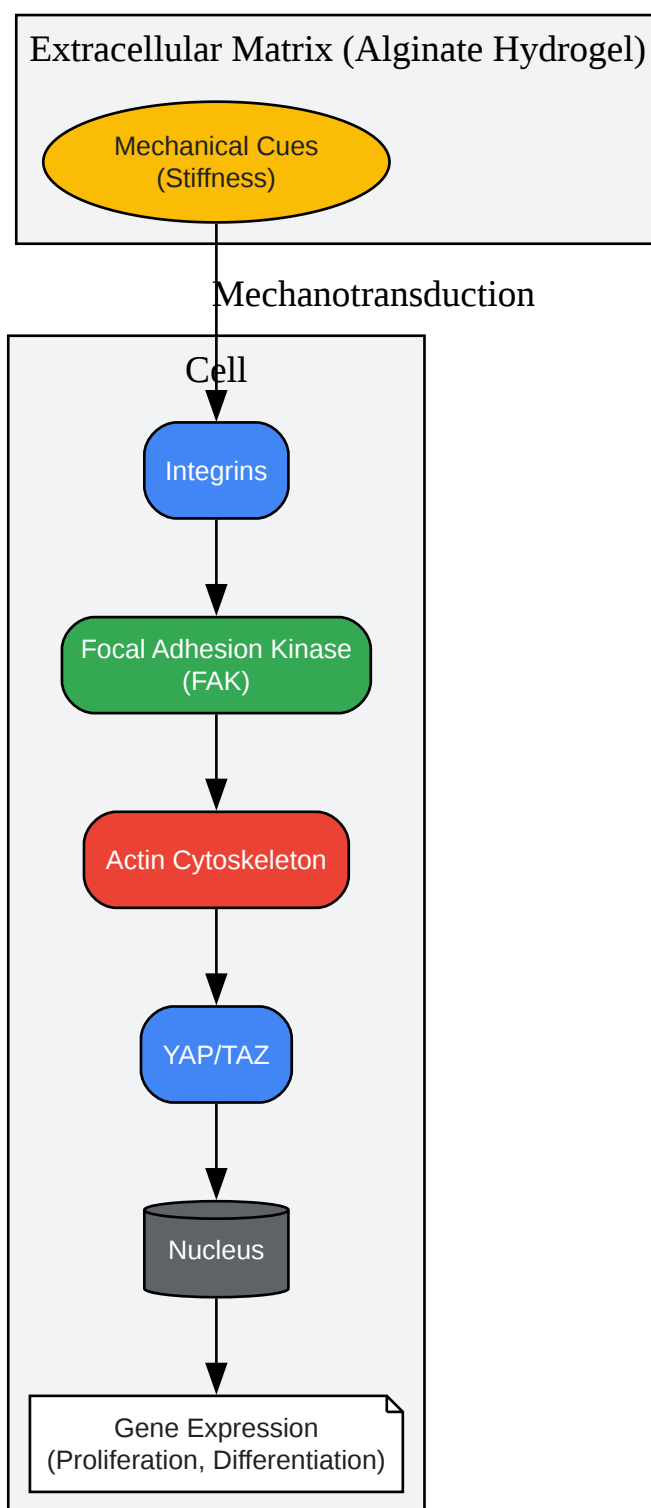 Extracellular Matrix (Alginate Hydrogel)
Mechanical Cues
(Stiffness)
Mechanotransduction
Cell
Integrins
Focal Adhesion Kinase
(FAK)
Actin Cytoskeleton
YAP/TAZ
Nucleus
Gene Expression
(Proliferation, Differentiation)